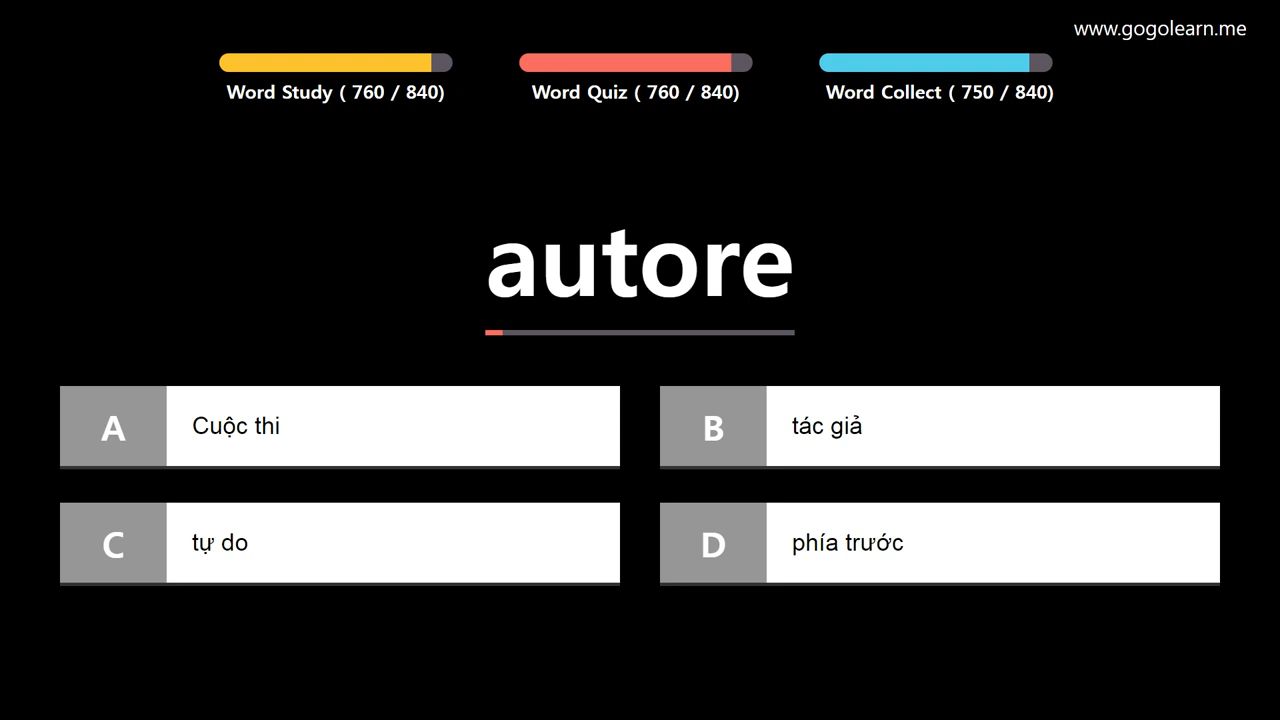 www.gogolearn.me
Word Study ( 760 / 840)
Word Quiz ( 760 / 840)
Word Collect ( 750 / 840)
autore
A Cuộc thi
B tác giả
C tự do
D phía trước